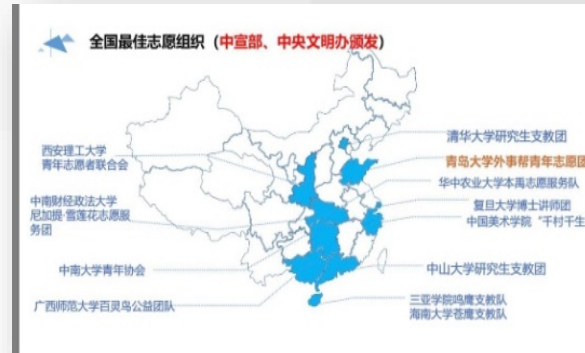 全国最佳志愿组织（中宣部、中央文明办颁发）
西安理工大学
青年志愿者联合会
中南财经政法大学
尼加提·雪莲花志愿服
务团
中南大学青年协会
广西师范大学百灵鸟公益团队
清华大学研究生支教团
青岛大学外事帮青年志愿团
华中农业大学本禹志愿服务队
复旦大学博士讲师团
中国美术学院“千村千生
中山大学研究生支教团
三亚学院鸣鹰支教队
海南大学苍鹰支教队